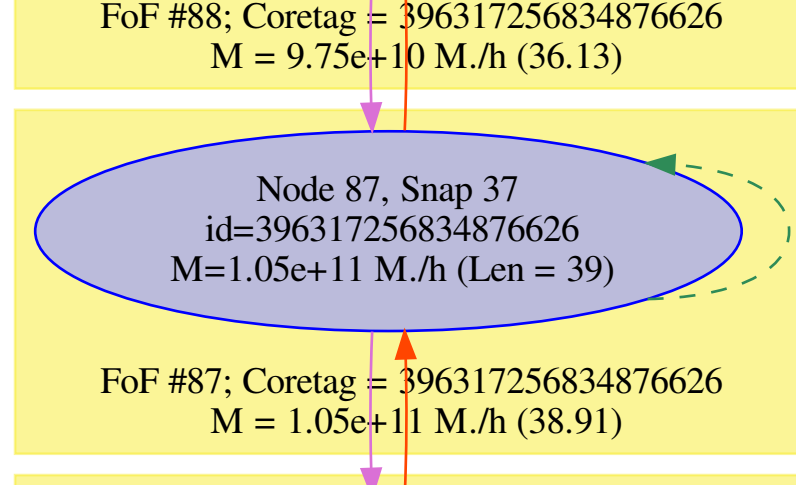 FoF #88; Coretag = 396317256834876626
M = 9.75e+10 M./h (36.13)
Node 87, Snap 37
id=396317256834876626
M=1.05e+11 M./h (Len = 39)
FoF #87; Coretag = 396317256834876626
M = 1.05e+11 M./h (38.91)